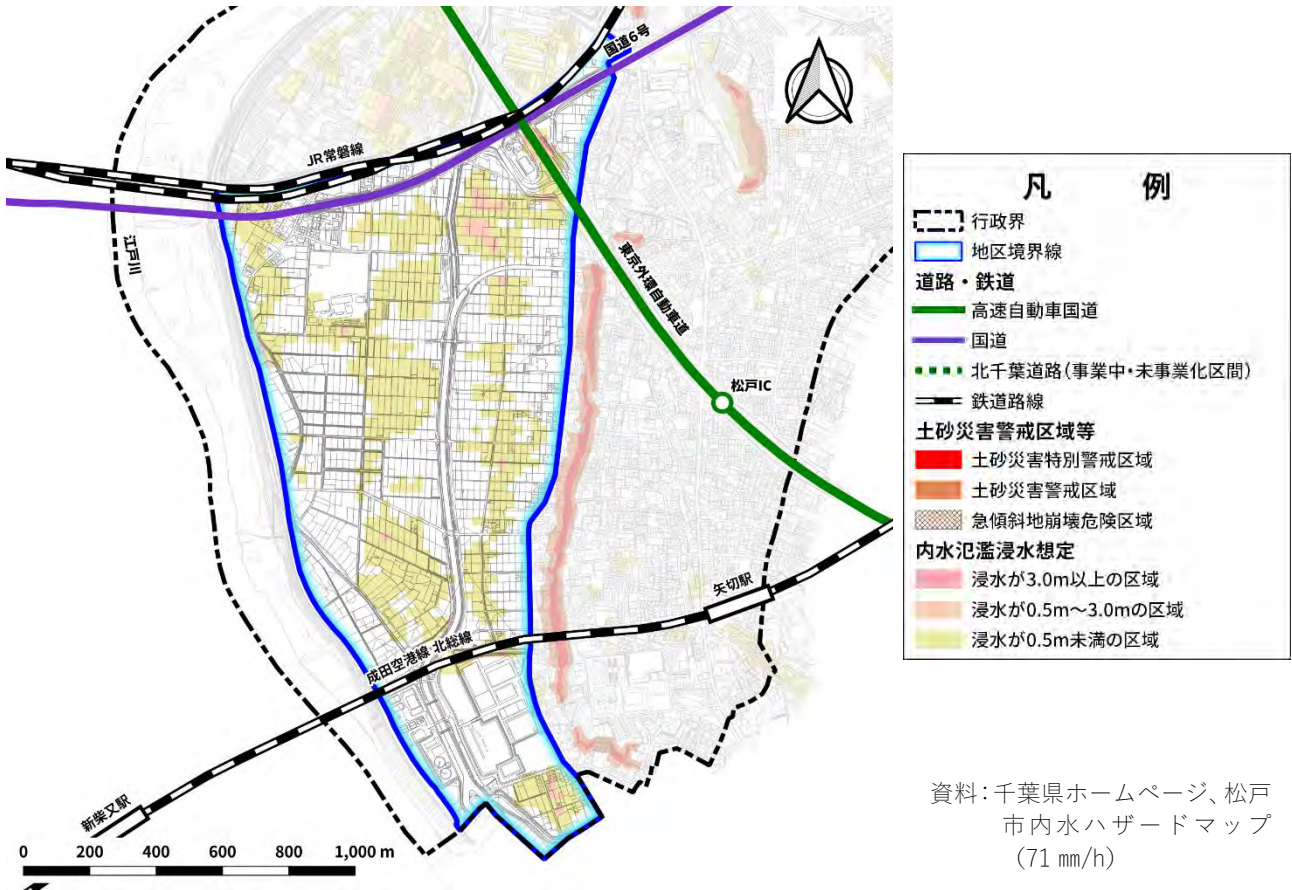 国道6号
JR常磐線
江戸川
東京外環自動車道
松戸IC
矢切駅
成田空港線 北総線
新柴又駅
0 200 400 600 800 1,000 m
凡 例
行政界
地区境界線
道路・鉄道
高速自動車国道
国道
北千葉道路(事業中・未事業化区間)
鉄道路線
土砂災害警戒区域等
土砂災害特別警戒区域
土砂災害警戒区域
急傾斜地崩壊危険区域
内水氾濫浸水想定
浸水が3.0m以上の区域
浸水が0.5m～3.0mの区域
浸水が0.5m未満の区域
資料：千葉県ホームページ、松戸
市内水ハザードマップ
(71 ㎜/h)